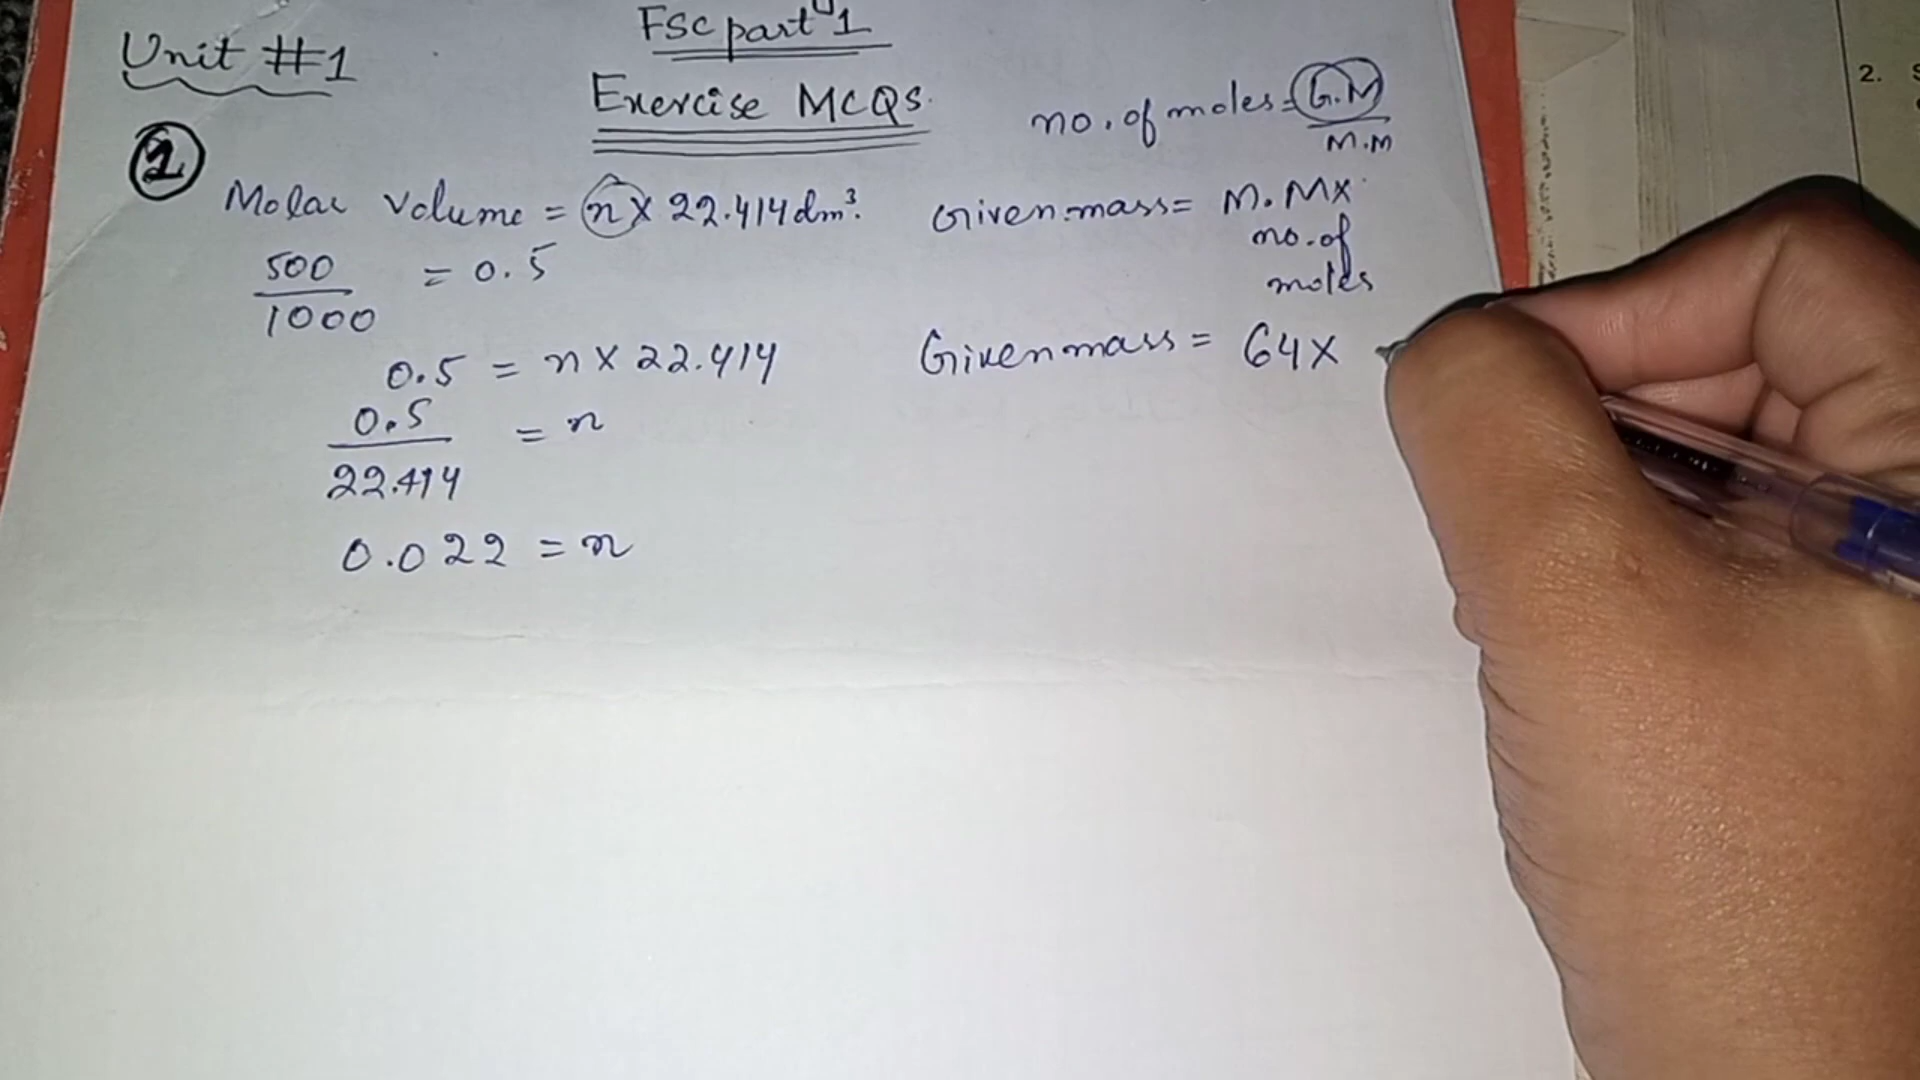 Unit #1
FSc part 1
Exercise MCQs.
1
Molar volume = n x 22.414 dm³.
500
1000
= 0.5
0.5 = n x 22.414
0.5
22.414
= n
0.022 = n
no. of moles = G.M
M.M
Given mass = M.M x
no. of
moles
Given mass = 64 x
2.